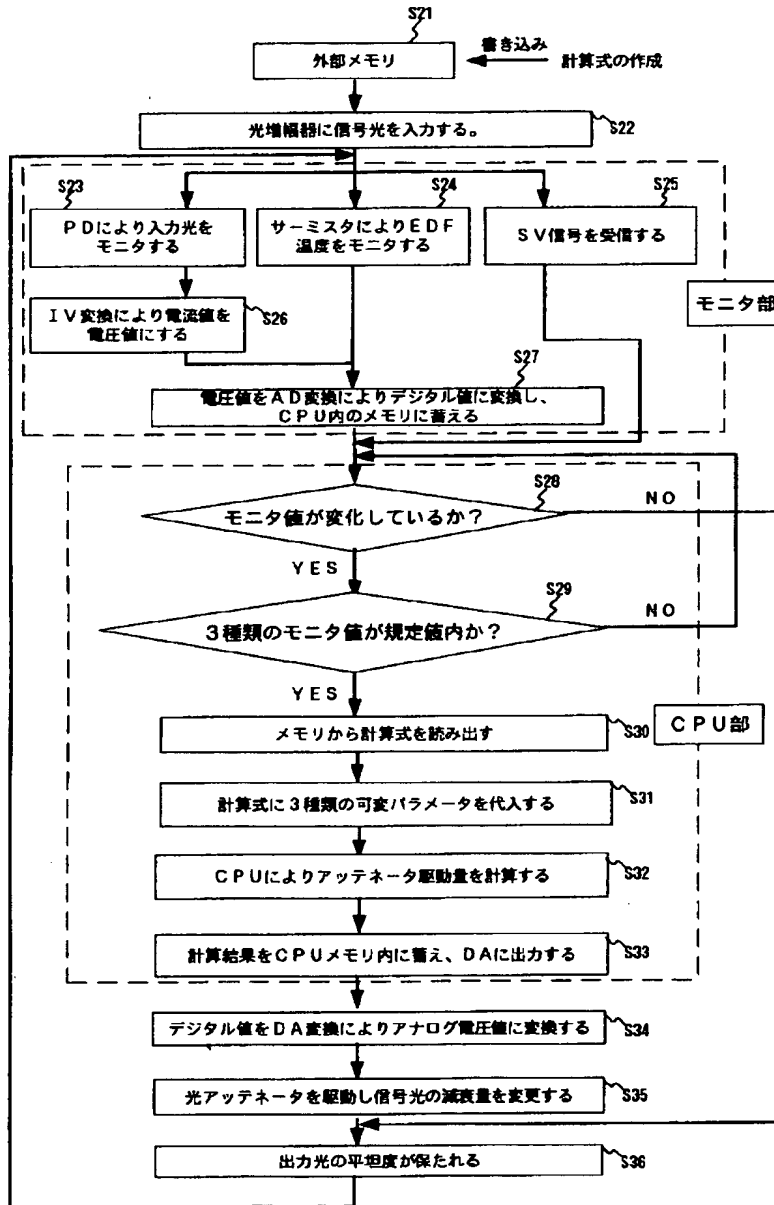 S21
外部メモリ
書き込み
計算式の作成
光増幅器に信号光を入力する。
S22
S23
PDにより入力光を
モニタする
S24
サーミスタによりEDF
温度をモニタする
S25
SV信号を受信する
IV変換により電流値を
電圧値にする
S26
モニタ部
S27
電圧値をAD変換によりデジタル値に変換し、
CPU内のメモリに蓄える
S28
モニタ値が変化しているか?
NO
YES
S29
3種類のモニタ値が規定値内か?
NO
YES
メモリから計算式を読み出す
S30
CPU部
計算式に3種類の可変パラメータを代入する
S31
CPUによりアッテネータ駆動量を計算する
S32
計算結果をCPUメモリ内に蓄え、DAに出力する
S33
デジタル値をDA変換によりアナログ電圧値に変換する
S34
光アッテネータを駆動し信号光の減衰量を変更する
S35
出力光の平坦度が保たれる
S36